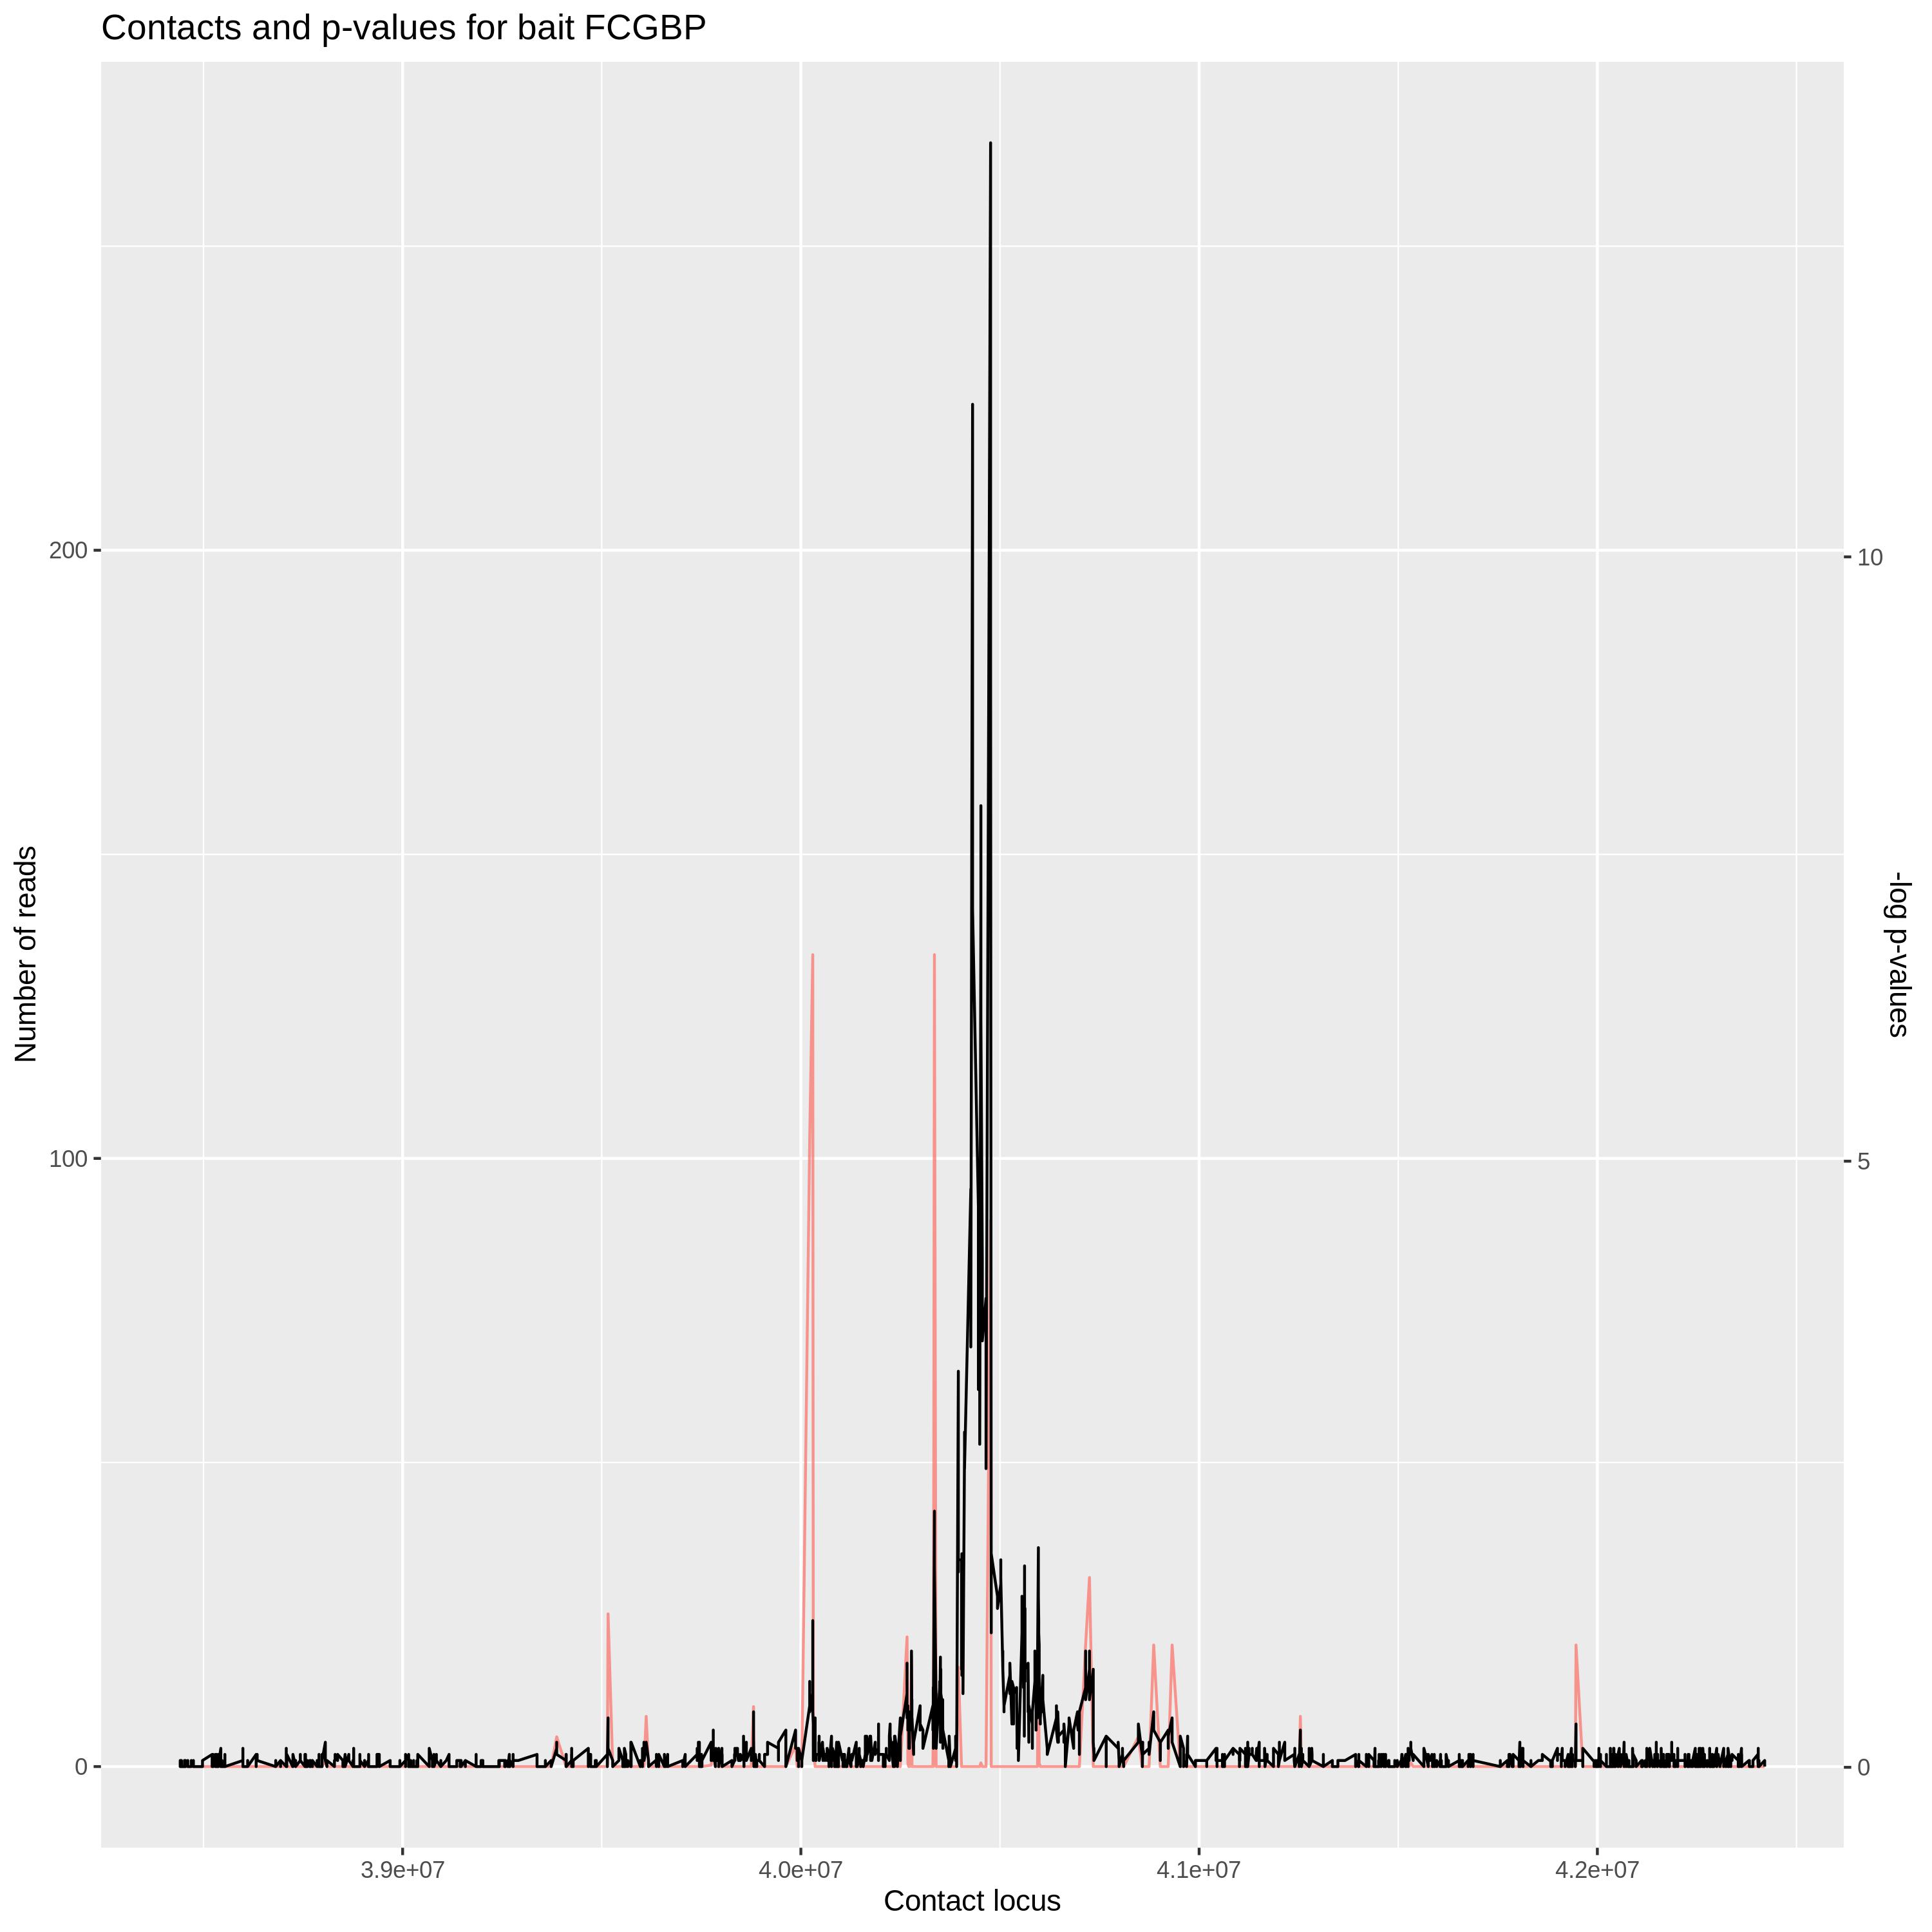 Contacts and p-values for bait FCGBP
Number of reads
200
100
0
10
5
0
-log p-values
3.9e+07
4.0e+07
4.1e+07
4.2e+07
Contact locus